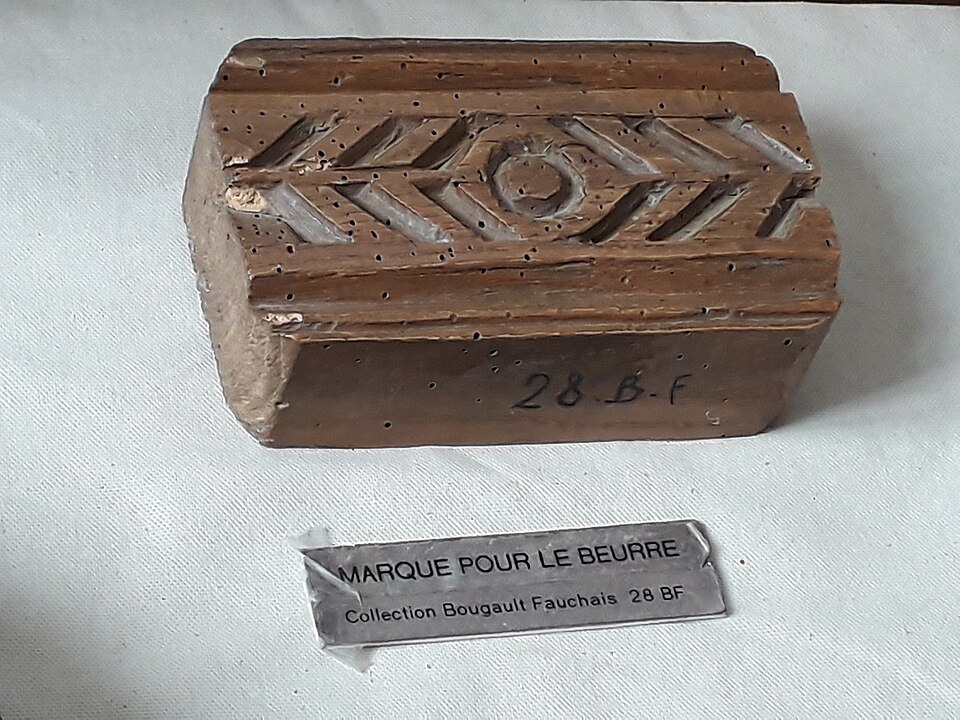 28.B.F
MARQUE POUR LE BEURRE
Collection Bougault Fauchais 28 BF